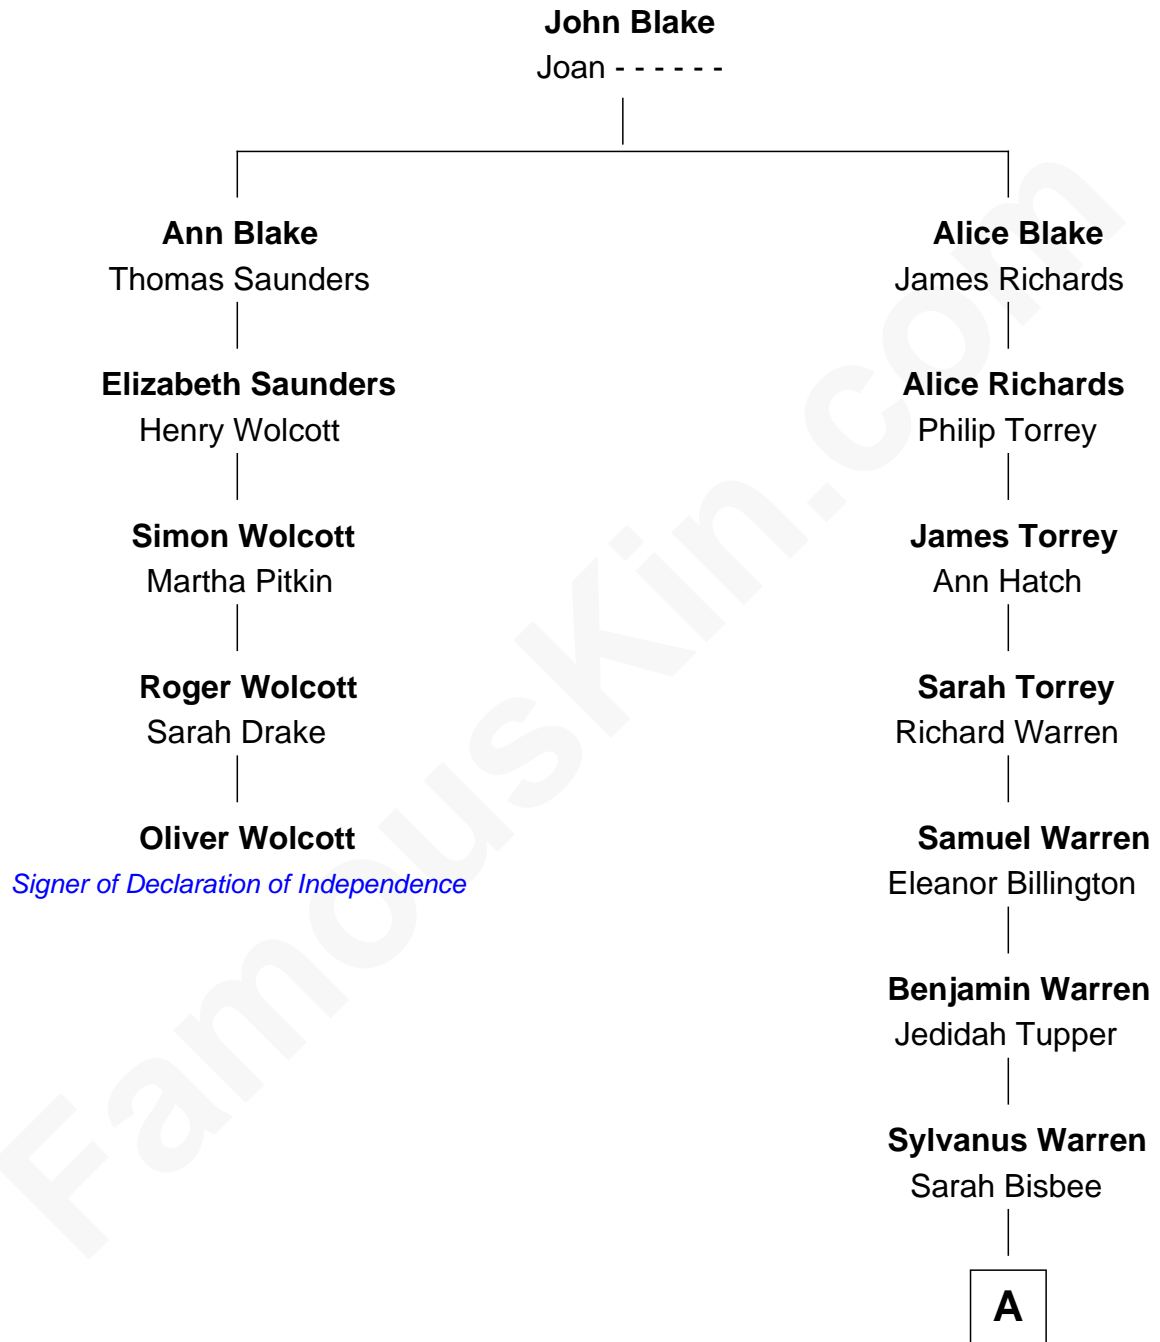 John Blake
Joan - - - - - -
Ann Blake
Thomas Saunders
Elizabeth Saunders
Henry Wolcott
Simon Wolcott
Martha Pitkin
Roger Wolcott
Sarah Drake
Oliver Wolcott
Signer of Declaration of Independence
Alice Blake
James Richards
Alice Richards
Philip Torrey
James Torrey
Ann Hatch
Sarah Torrey
Richard Warren
Samuel Warren
Eleanor Billington
Benjamin Warren
Jedidah Tupper
Sylvanus Warren
Sarah Bisbee
A
FamousKin.com